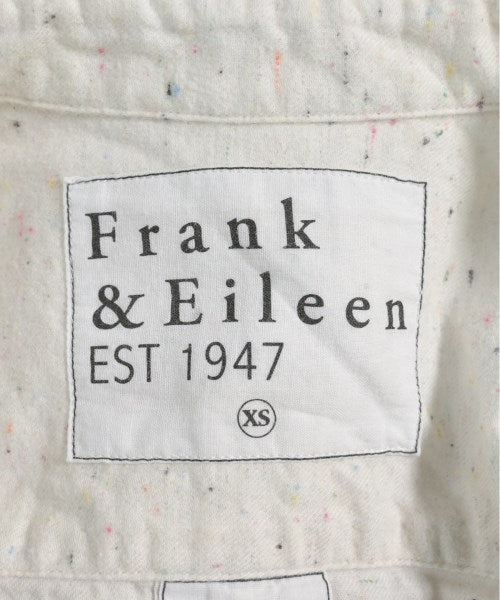 Frank
& Eileen
EST 1947
XS